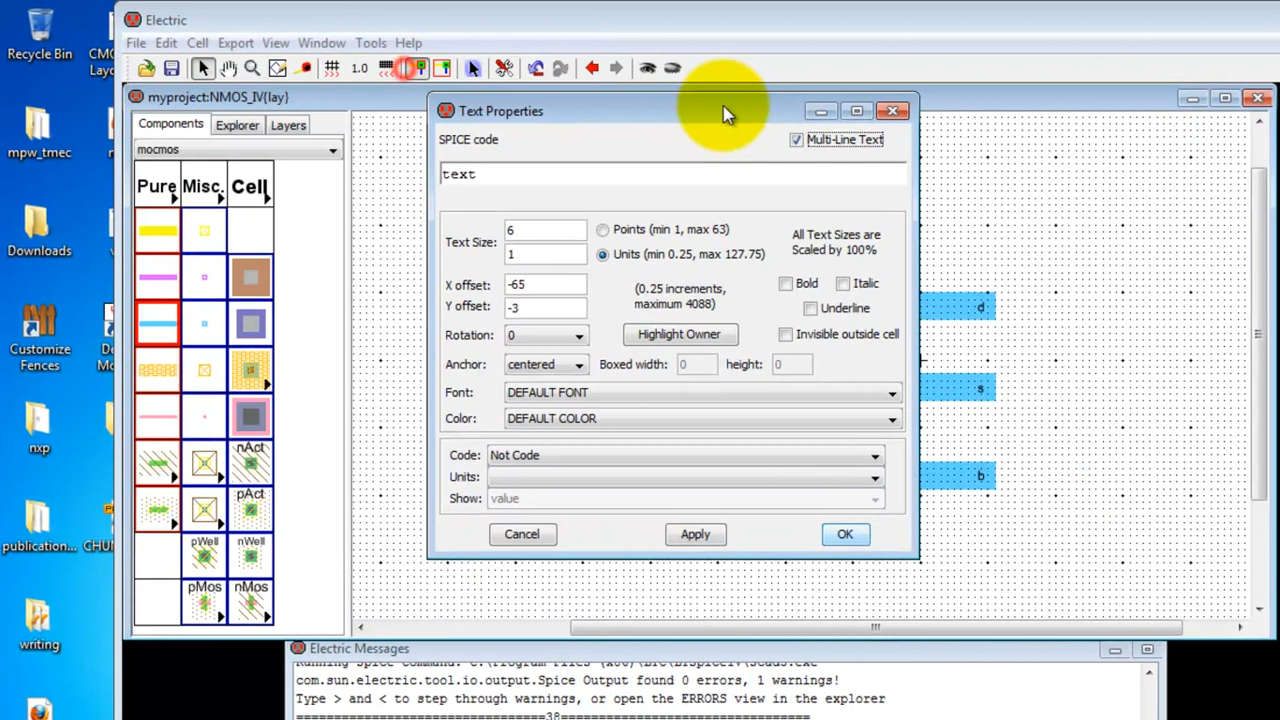 Recycle Bin
CMO
Layo
mpw_tmec
Downloads
Customize
Fences
nxp
publication...
CHUN
writing
Electric
File Edit Cell Export View Window Tools Help
1.0
myproject:NMOS_IV{lay}
Components Explorer Layers
mocmos
Pure Misc. Cell
nAct
pAct
pWell nWell
pMos nMos
Text Properties
SPICE code
Multi-Line Text
text
Text Size:
6
Points (min 1, max 63)
1
Units (min 0.25, max 127.75)
All Text Sizes are
Scaled by 100%
X offset: -65
Y offset: -3
(0.25 increments,
maximum 4088)
Bold Italic
Underline
Rotation: 0
Highlight Owner
Invisible outside cell
Anchor: centered
Boxed width: 0 height: 0
Font: DEFAULT FONT
Color: DEFAULT COLOR
Code: Not Code
Units:
Show: value
Cancel Apply OK
d
s
b
Electric Messages
com.sun.electric.tool.io.output.Spice Output found 0 errors, 1 warnings!
Type > and < to step through warnings, or open the ERRORS view in the explorer
=================================38=================================